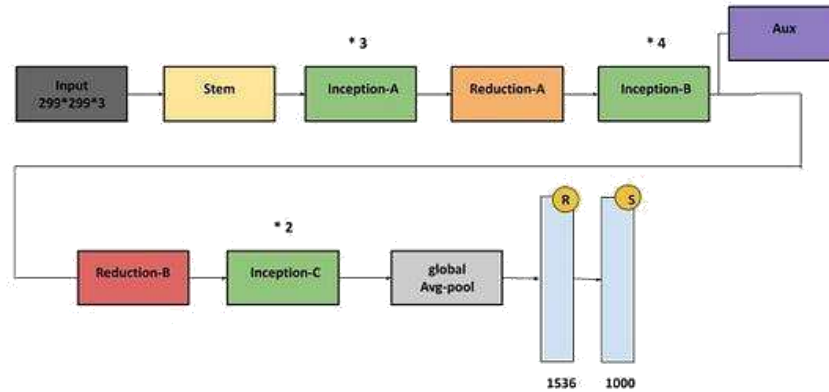 * 3
* 4
Aux
Input
299*299*3
Stem
Inception-A
Reduction-A
Inception-B
* 2
R
S
Reduction-B
Inception-C
global
Avg-pool
1536
1000